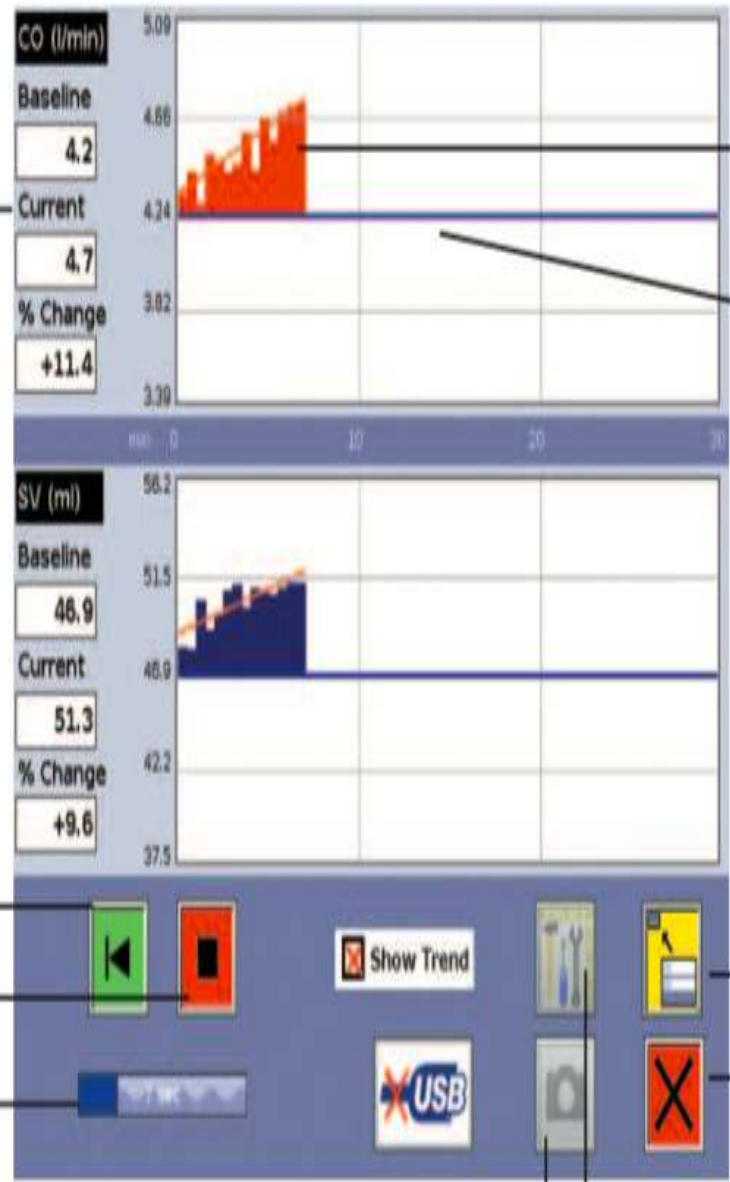 CO (l/min)
Baseline
4.2
Current
4.7
% Change
+11.4
5.09
4.66
4.24
3.82
3.39
min 0 10 20 30
SV (ml)
Baseline
46.9
Current
51.3
% Change
+9.6
56.2
51.5
46.9
42.2
37.5
Show Trend
USB